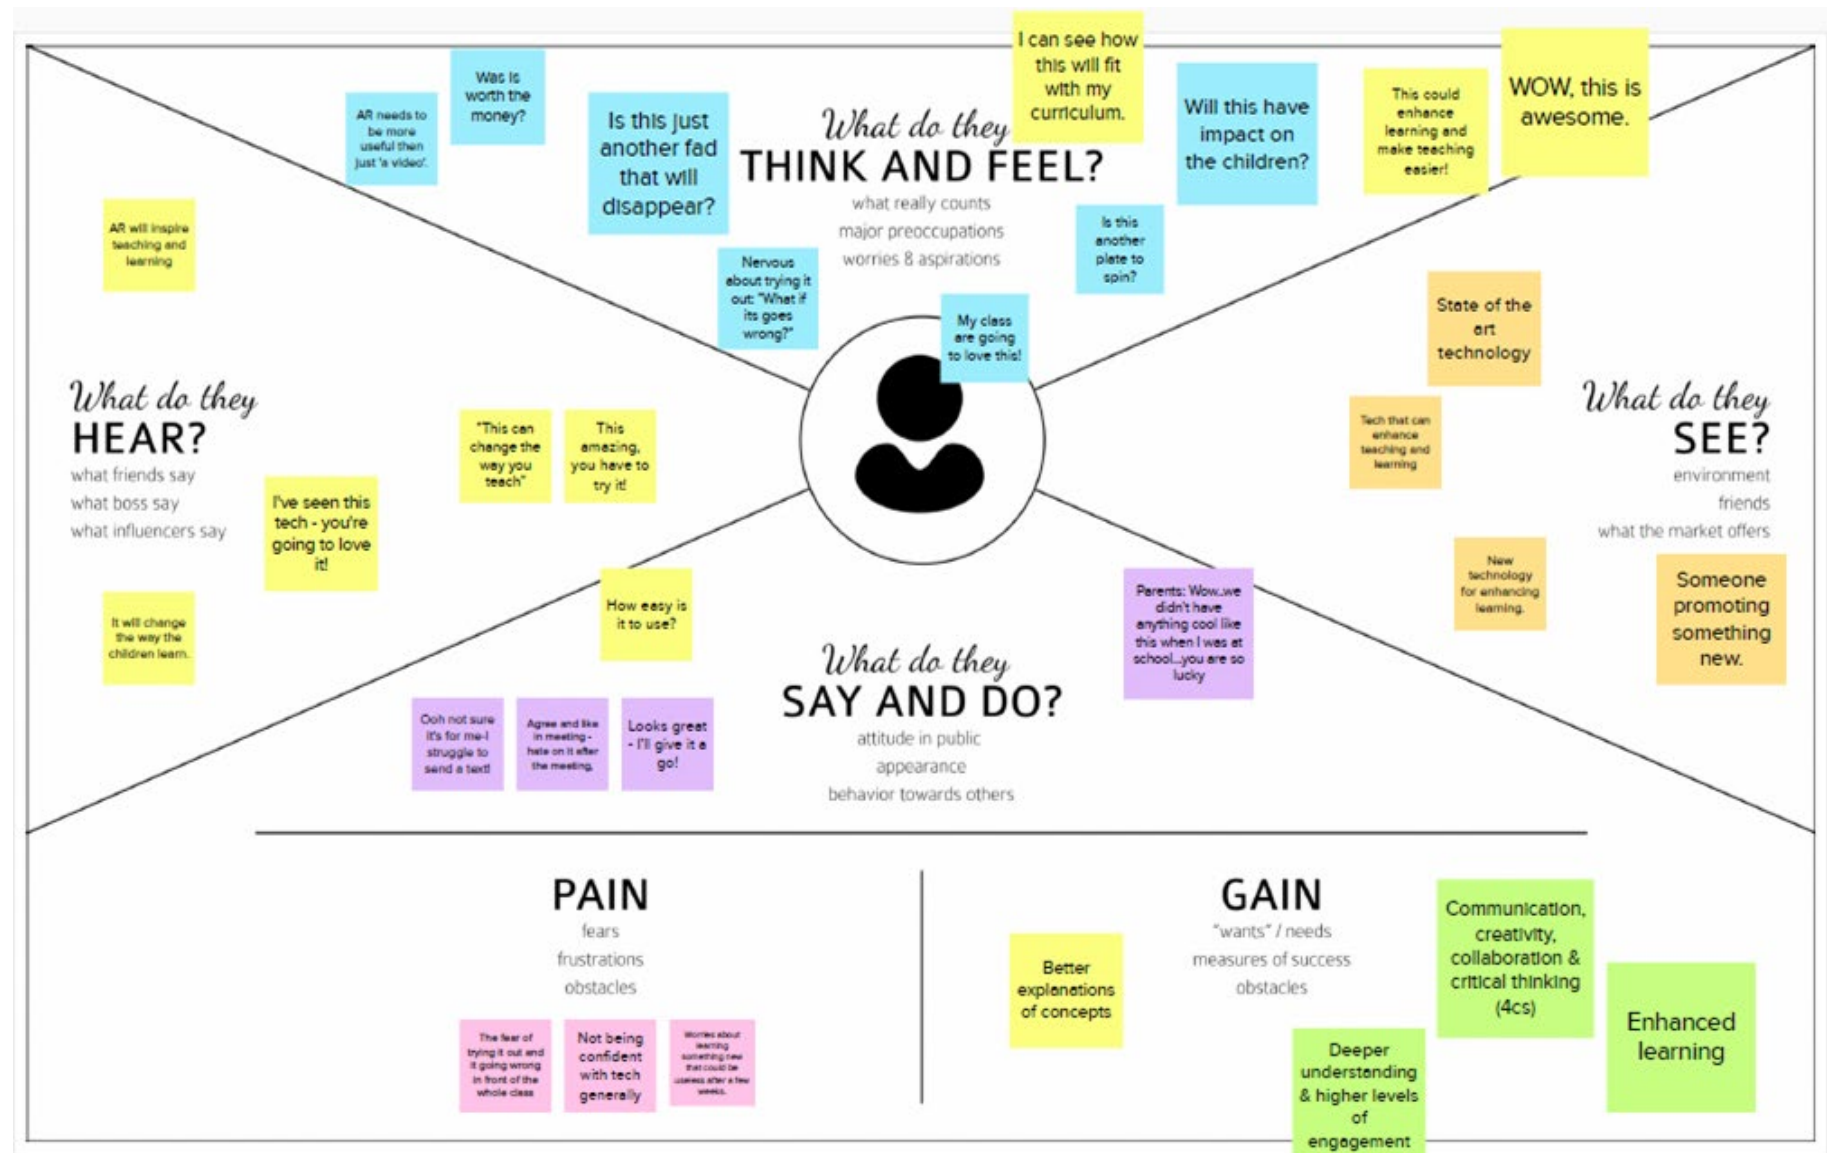 AR needs to
be more
useful then
just 'a video'.
Was is
worth the
money?
Is this just
another fad
that will
disappear?
What do they
THINK AND FEEL?
what really counts
major preoccupations
worries & aspirations
I can see how
this will fit
with my
curriculum.
Will this have
impact on
the children?
This could
enhance
learning and
make teaching
easier!
WOW, this is
awesome.
Nervous
about trying it
out: "What if
its goes
wrong?"
Is this
another
plate to
spin?
My class
are going
to love this!
AR will inspire
teaching and
learning
What do they
HEAR?
what friends say
what boss say
what influencers say
"This can
change the
way you
teach"
This
amazing,
you have to
try it!
I've seen this
tech - you're
going to love
it!
It will change
the way the
children learn.
State of the
art
technology
Tech that can
enhance
teaching and
learning
What do they
SEE?
environment
friends
what the market offers
New
technology
for enhancing
learning.
Someone
promoting
something
new.
How easy is
it to use?
Ooh not sure
it's for me-I
struggle to
send a text!
Agree and like
in meeting -
hate on it after
the meeting.
Looks great
- I'll give it a
go!
What do they
SAY AND DO?
attitude in public
appearance
behavior towards others
Parents: Wow..we
didn't have
anything cool like
this when I was at
school...you are so
lucky
PAIN
fears
frustrations
obstacles
The fear of
trying it out and
it going wrong
in front of the
whole class
Not being
confident
with tech
generally
Worries about
learning
something new
that could be
useless after a few
weeks.
GAIN
"wants" / needs
measures of success
obstacles
Better
explanations
of concepts
Deeper
understanding
& higher levels
of
engagement
Communication,
creativity,
collaboration &
critical thinking
(4cs)
Enhanced
learning